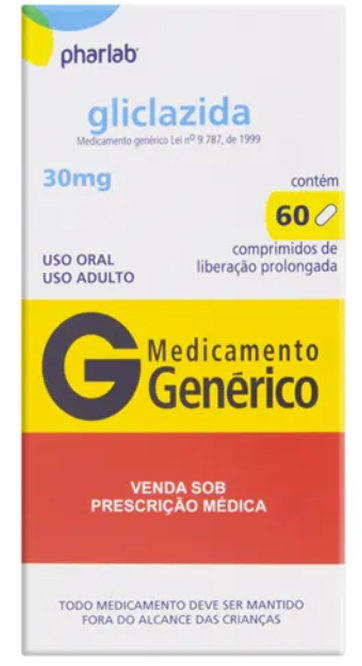 pharlab
gliclazida
Medicamento genérico Lei nº 9.787, de 1999
30mg
contém
60
comprimidos de
liberação prolongada
USO ORAL
USO ADULTO
G Medicamento
Genérico
VENDA SOB
PRESCRIÇÃO MÉDICA
TODO MEDICAMENTO DEVE SER MANTIDO
FORA DO ALCANCE DAS CRIANÇAS